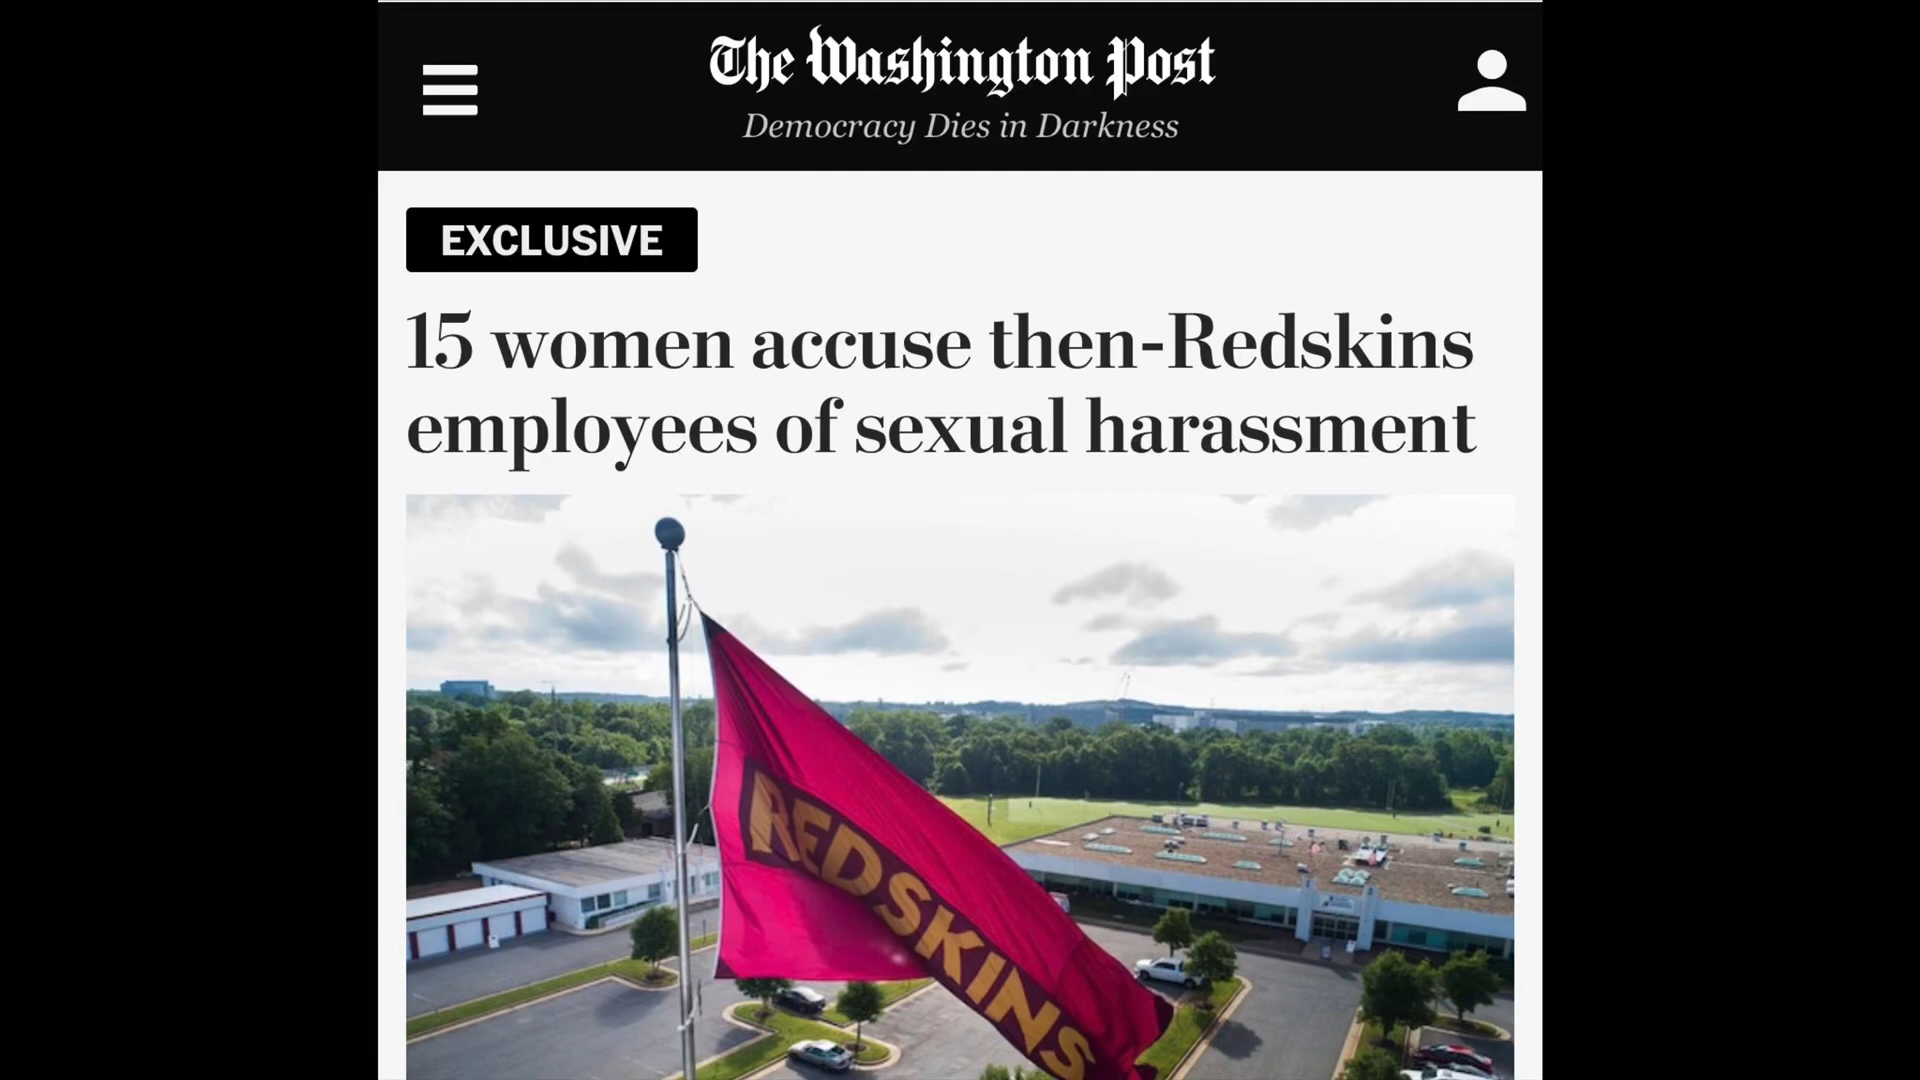 The Washington Post
Democracy Dies in Darkness
EXCLUSIVE
15 women accuse then-Redskins
employees of sexual harassment
REDSKINS